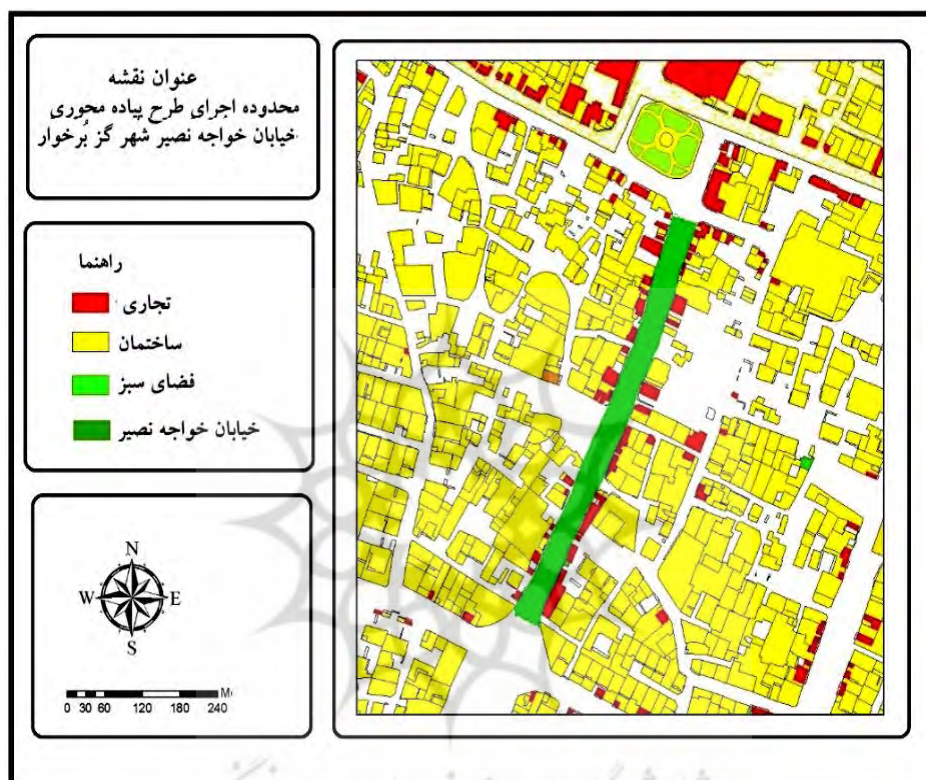 عنوان نقشه
محدوده اجرای طرح پیاده محوری
خیابان خواجه نصیر شهر گز بُرخوار
راهنما
تجاری
ساختمان
فضای سبز
خیابان خواجه نصیر
N
W E
S
M
0 30 60 120 180 240